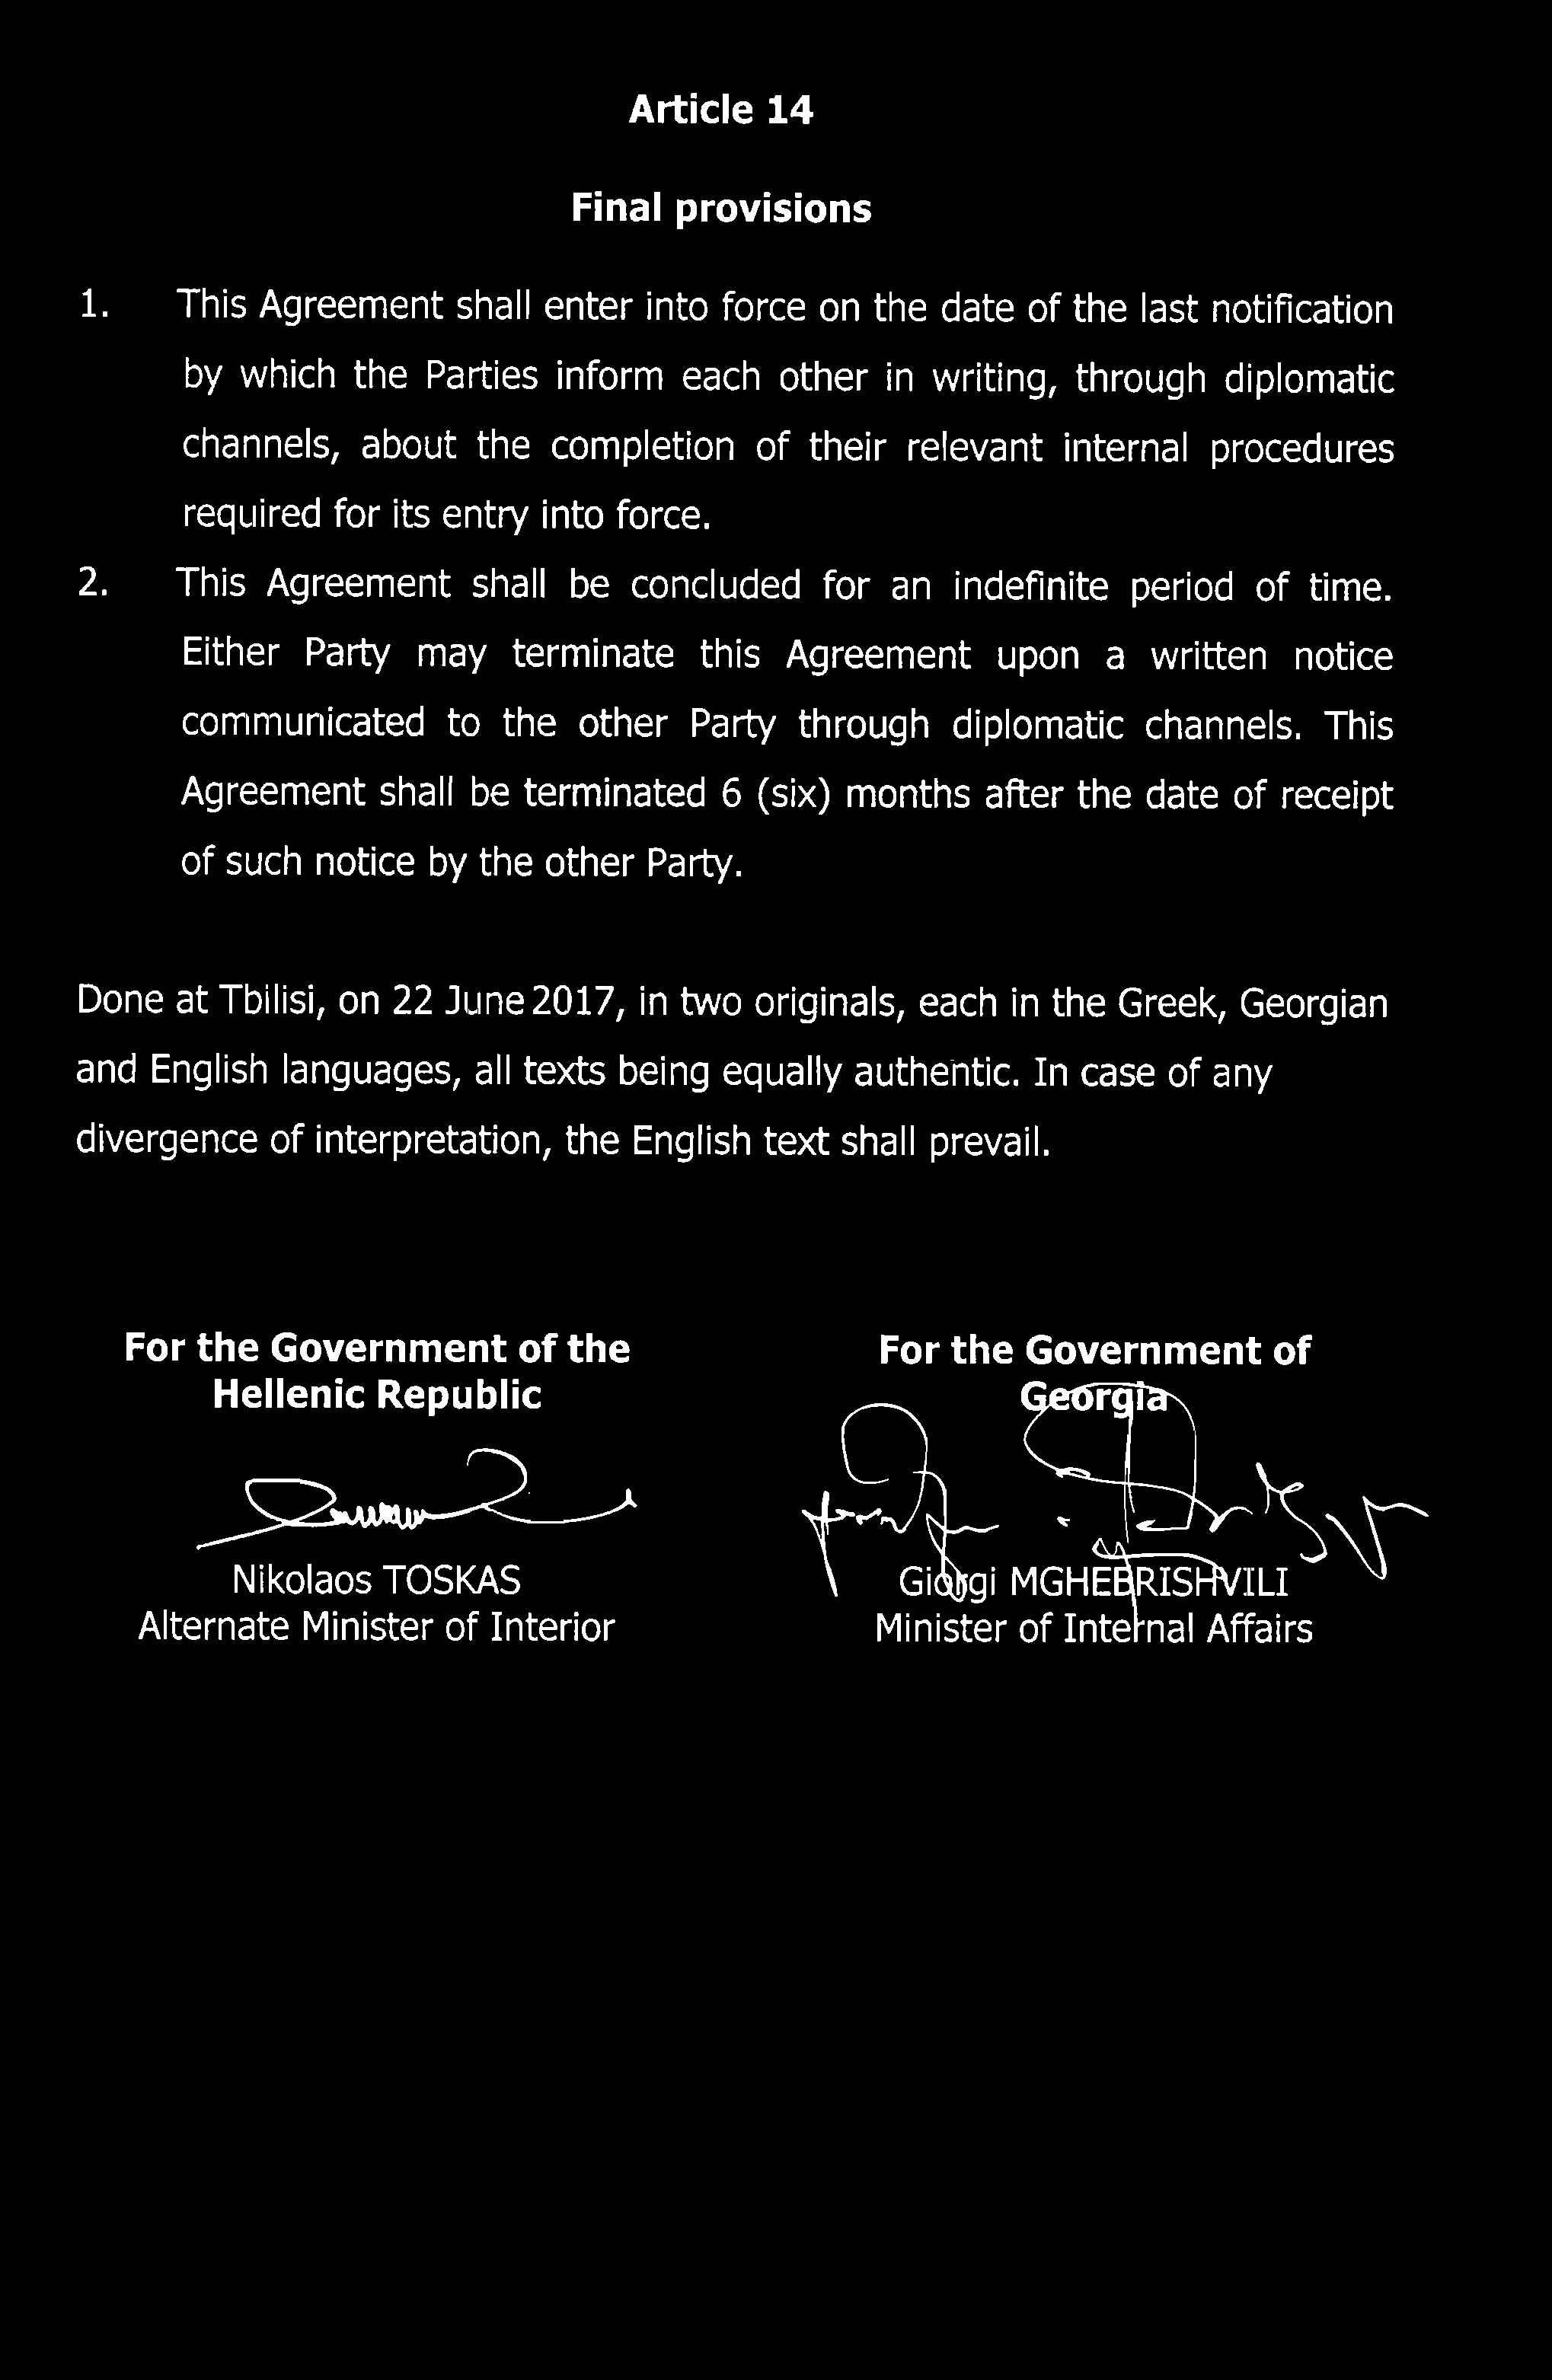 Article 14
Final provisions
1. This Agreement shall enter into force on the date of the last notification
by which the Parties inform each other in writing, through diplomatic
channels, about the completion of their relevant internal procedures
required for its entry into force.
2. This Agreement shall be concluded for an indefinite period of time.
Either Party may terminate this Agreement upon a written notice
communicated to the other Party through diplomatic channels. This
Agreement shall be terminated 6 (six) months after the date of receipt
of such notice by the other Party.
Done at Tbilisi, on 22 June 2017, in two originals, each in the Greek, Georgian
and English languages, all texts being equally authentic. In case of any
divergence of interpretation, the English text shall prevail.
For the Government of the
Hellenic Republic
Nikolaos TOSKAS
Alternate Minister of Interior
For the Government of
Georgia
Giorgi MGHEBRISHVILI
Minister of Internal Affairs